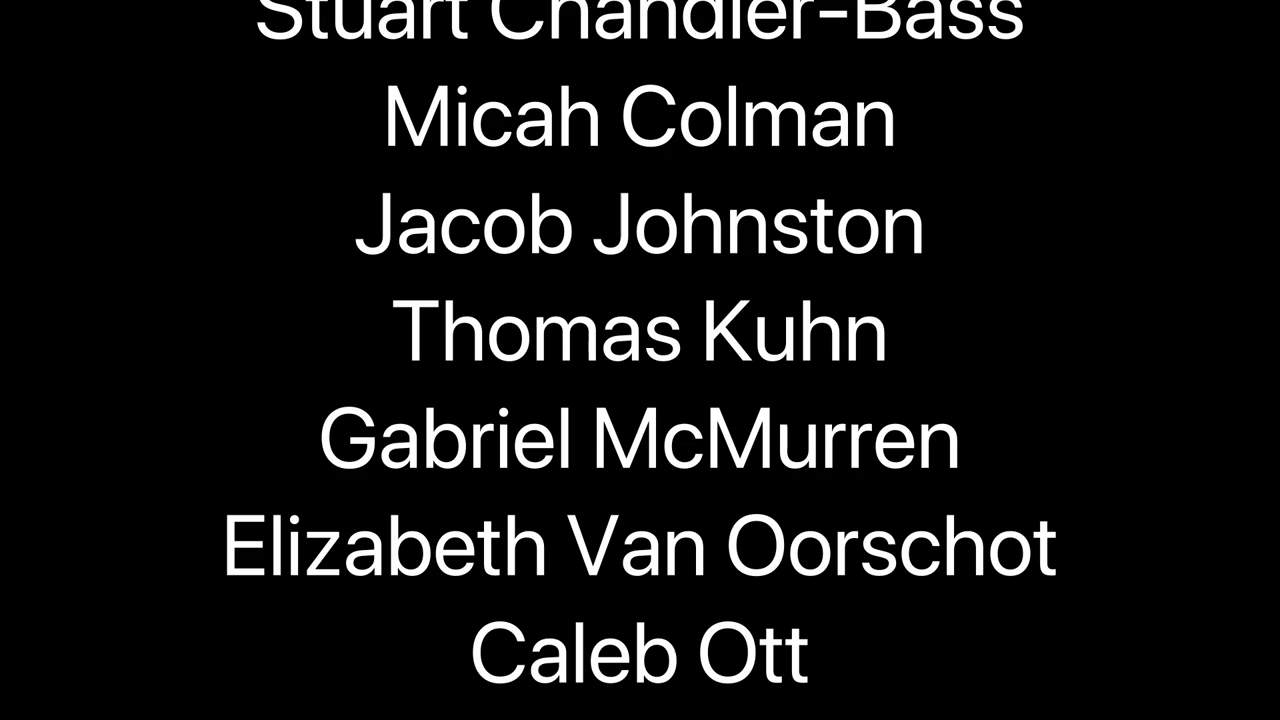 Stuart Chandler-Bass
Micah Colman
Jacob Johnston
Thomas Kuhn
Gabriel McMurren
Elizabeth Van Oorschot
Caleb Ott